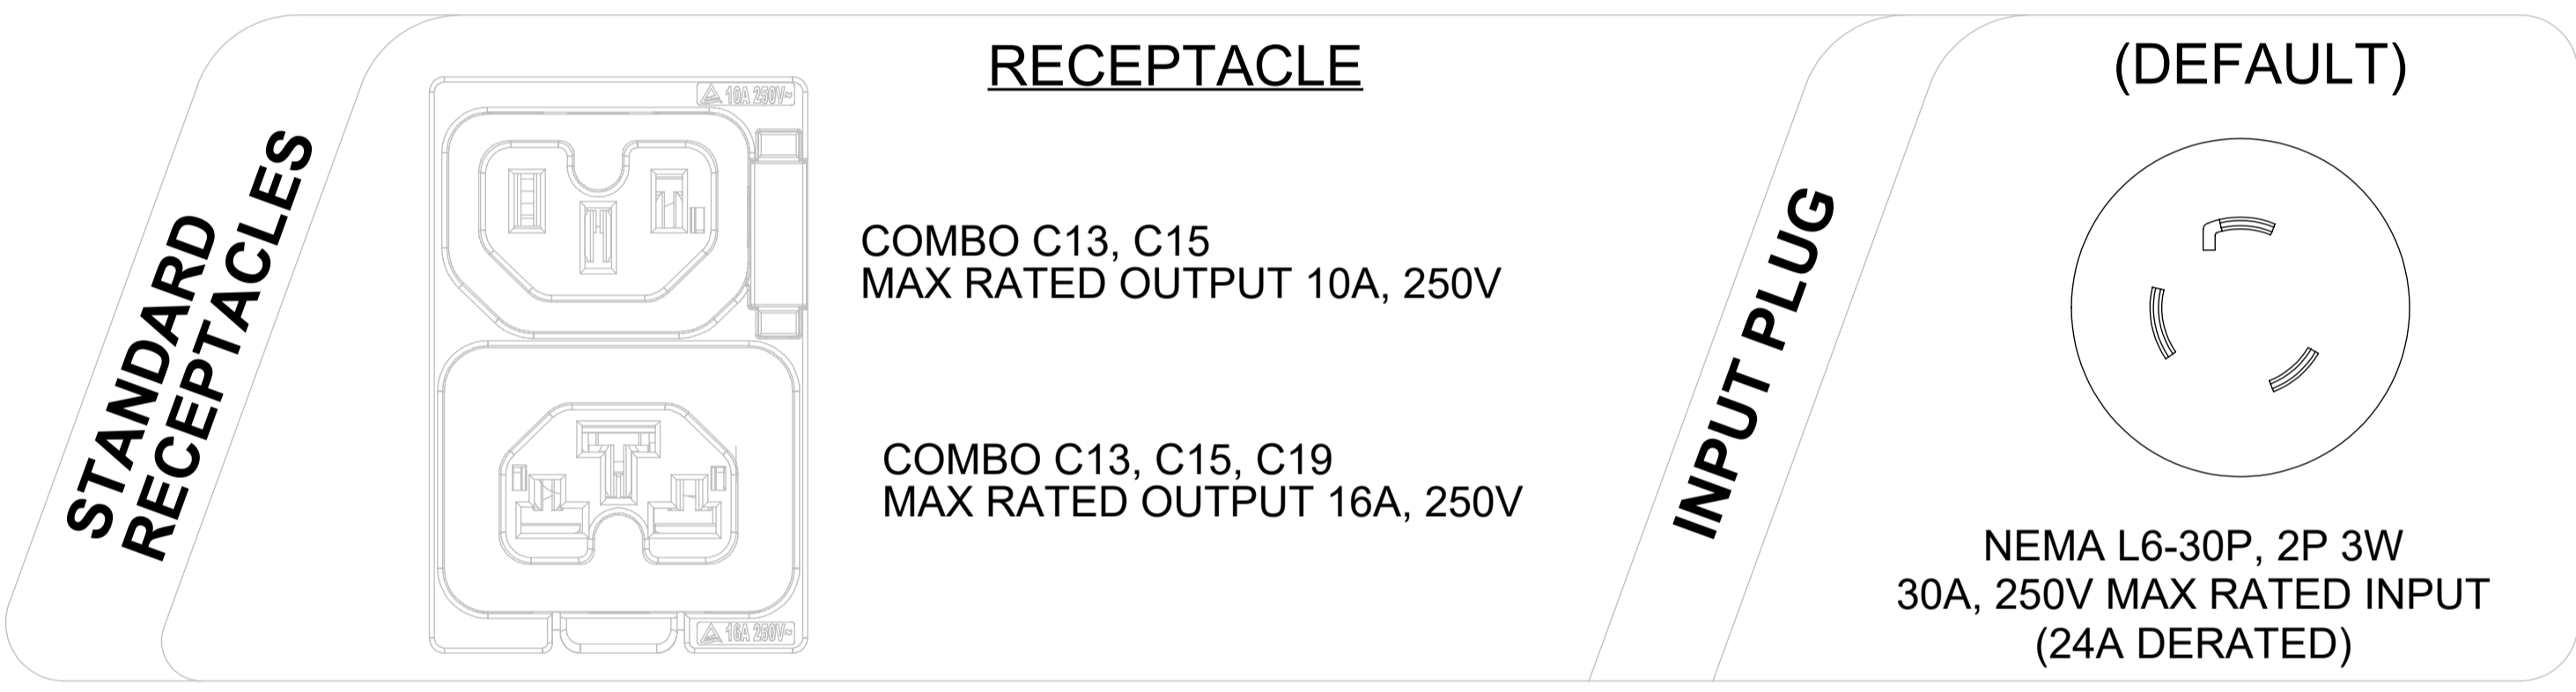 STANDARD
RECEPTACLES
RECEPTACLE
10A 250V~
COMBO C13, C15
MAX RATED OUTPUT 10A, 250V
COMBO C13, C15, C19
MAX RATED OUTPUT 16A, 250V
16A 250V~
INPUT PLUG
(DEFAULT)
NEMA L6-30P, 2P 3W
30A, 250V MAX RATED INPUT
(24A DERATED)